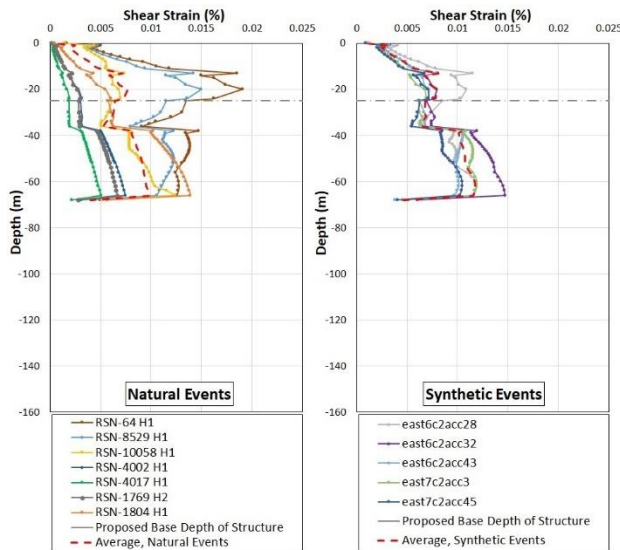 Shear Strain (%)
0 0.005 0.01 0.015 0.02 0.025
0
-20
-40
-60
-80
-100
-120
-140
-160
Depth (m)
Natural Events
RSN-64 H1
RSN-8529 H1
RSN-10058 H1
RSN-4002 H1
RSN-4017 H1
RSN-1769 H2
RSN-1804 H1
Proposed Base Depth of Structure
Average, Natural Events
Shear Strain (%)
0 0.005 0.01 0.015 0.02 0.025
0
-20
-40
-60
-80
-100
-120
-140
-160
Depth (m)
Synthetic Events
east6c2acc28
east6c2acc32
east6c2acc43
east7c2acc3
east7c2acc45
Proposed Base Depth of Structure
Average, Synthetic Events